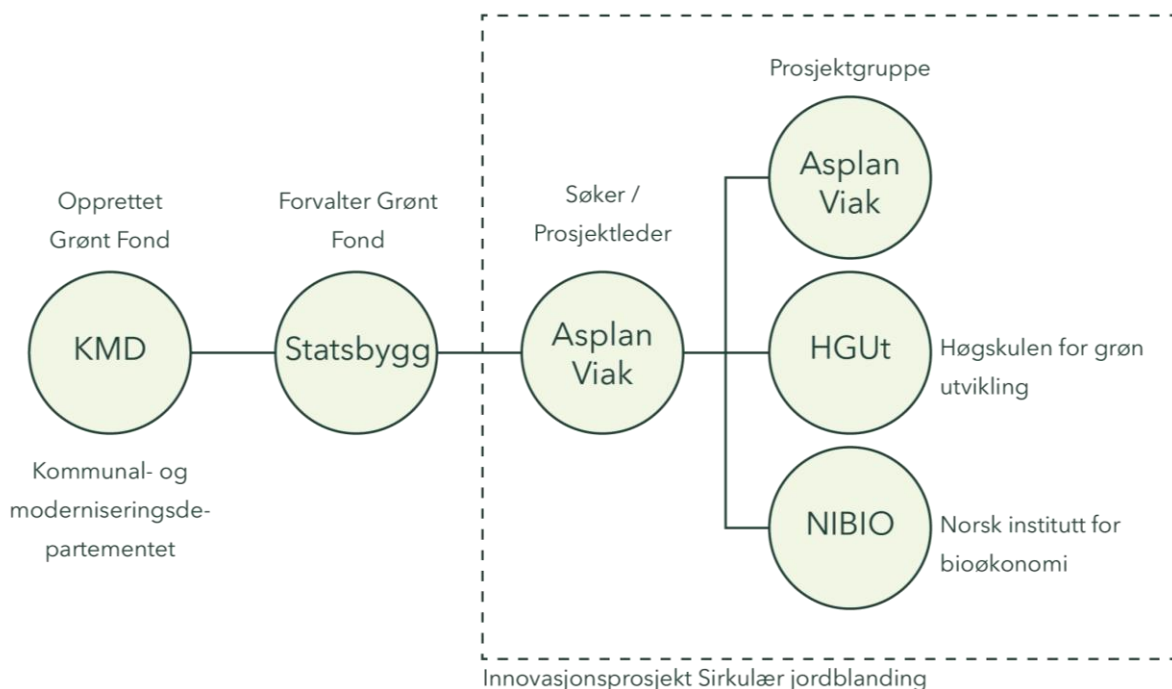 Opprettet
Grønt Fond
KMD
Kommunal- og
moderniseringsde-
partementet
Forvalter Grønt
Fond
Statsbygg
Søker /
Prosjektleder
Asplan
Viak
Prosjektgruppe
Asplan
Viak
HGUt
Høgskulen for grøn
utvikling
NIBIO
Norsk institutt for
bioøkonomi
Innovasjonsprosjekt Sirkulær jordblanding